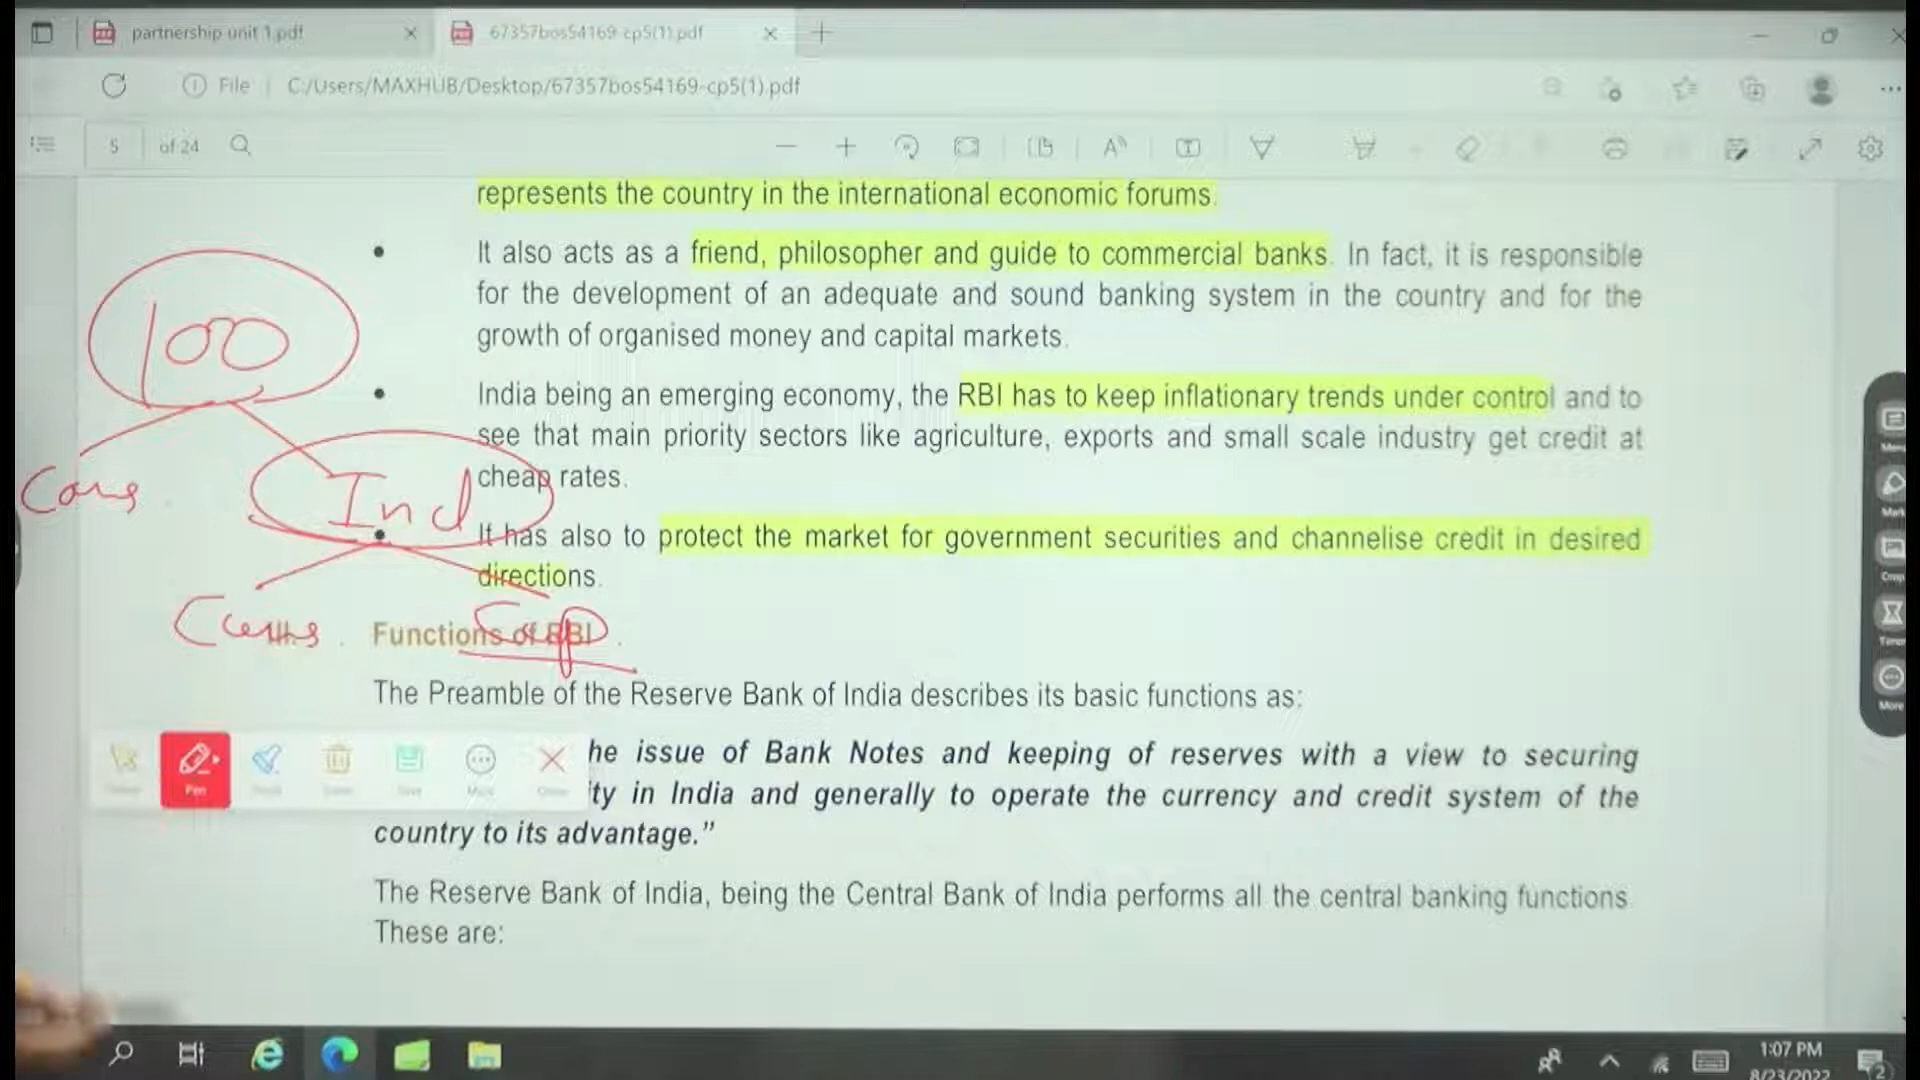 partnership unit 1.pdf
67357bos54169-cp5(1).pdf
File
C:/Users/MAXHUB/Desktop/67357bos54169-cp5(1).pdf
5 of 24
represents the country in the international economic forums.
• It also acts as a friend, philosopher and guide to commercial banks. In fact, it is responsible
for the development of an adequate and sound banking system in the country and for the
growth of organised money and capital markets.
100
• India being an emerging economy, the RBI has to keep inflationary trends under control and to
see that main priority sectors like agriculture, exports and small scale industry get credit at
cheap rates.
Ind
• It has also to protect the market for government securities and channelise credit in desired
directions.
Functions of RBI
The Preamble of the Reserve Bank of India describes its basic functions as:
he issue of Bank Notes and keeping of reserves with a view to securing
Pen
ity in India and generally to operate the currency and credit system of the
country to its advantage.”
The Reserve Bank of India, being the Central Bank of India performs all the central banking functions.
These are:
More
1:07 PM
8/23/2022
2